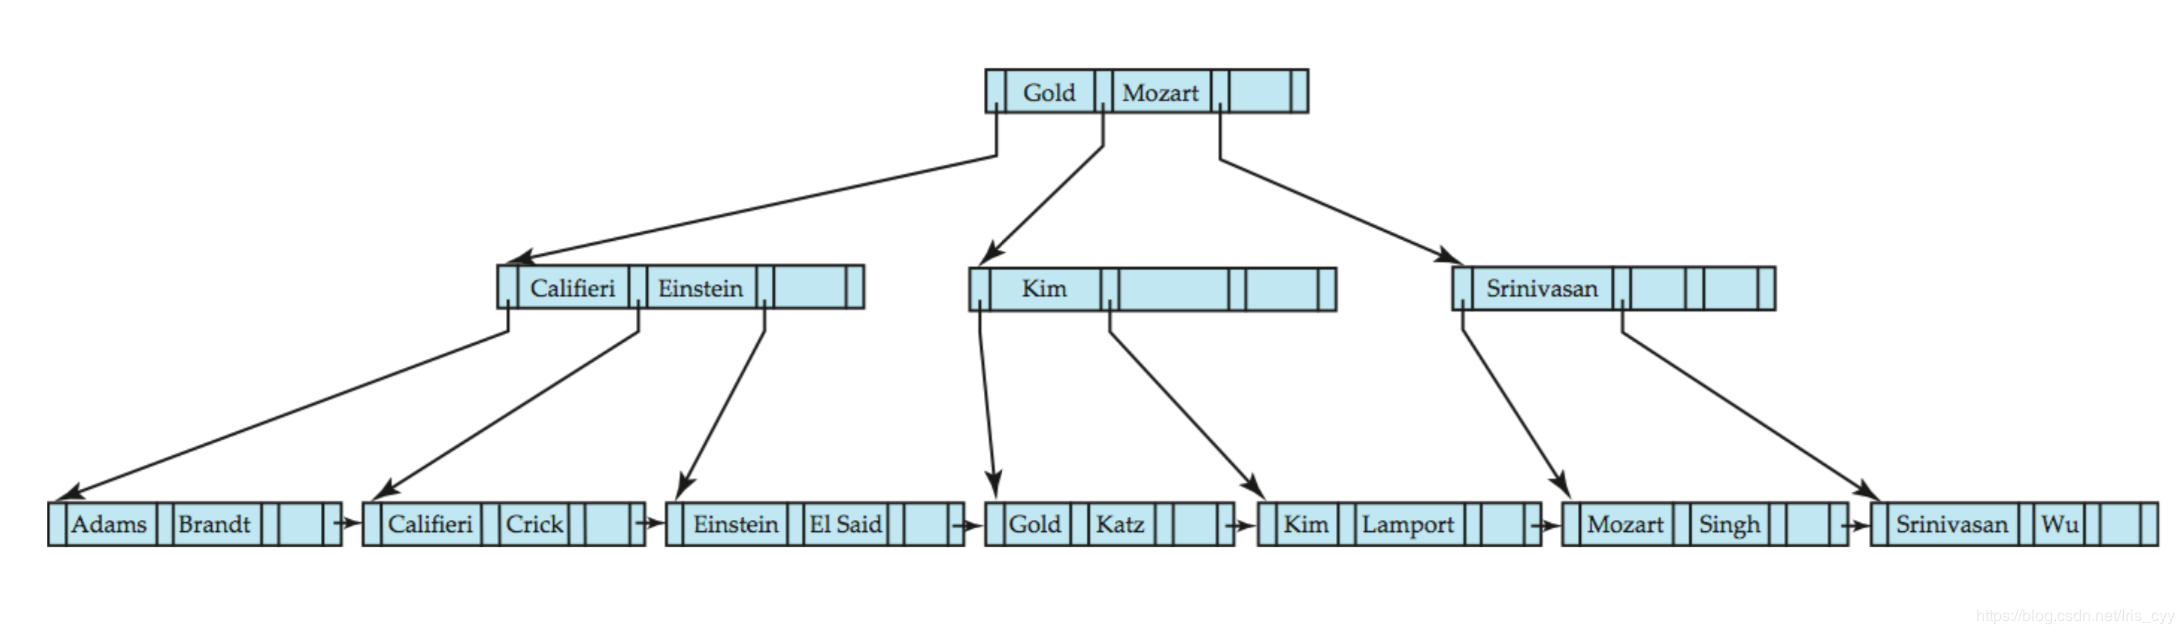 Gold Mozart
Califieri Einstein Kim Srinivasan
Adams Brandt Califieri Crick Einstein El Said Gold Katz Kim Lamport Mozart Singh Srinivasan Wu
https://blog.csdn.net/Iris_cyy